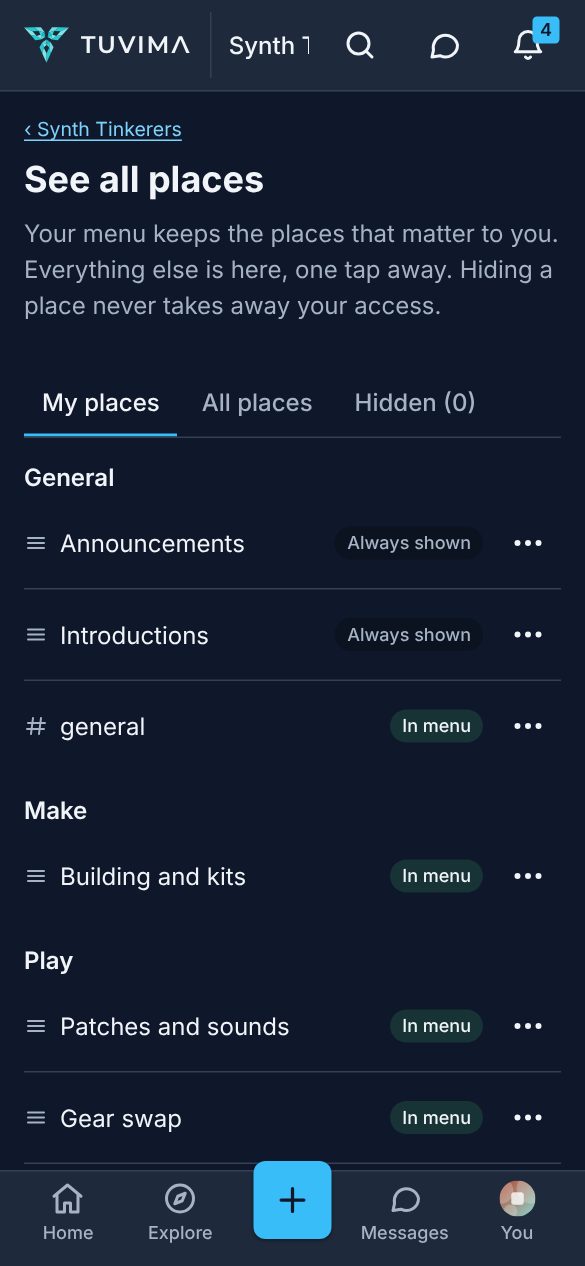 TUVIMA
Synth T
4
‹ Synth Tinkerers
See all places
Your menu keeps the places that matter to you.
Everything else is here, one tap away. Hiding a
place never takes away your access.
My places
All places
Hidden (0)
General
Announcements
Always shown
Introductions
Always shown
# general
In menu
Make
Building and kits
In menu
Play
Patches and sounds
In menu
Gear swap
In menu
Home
Explore
Messages
You